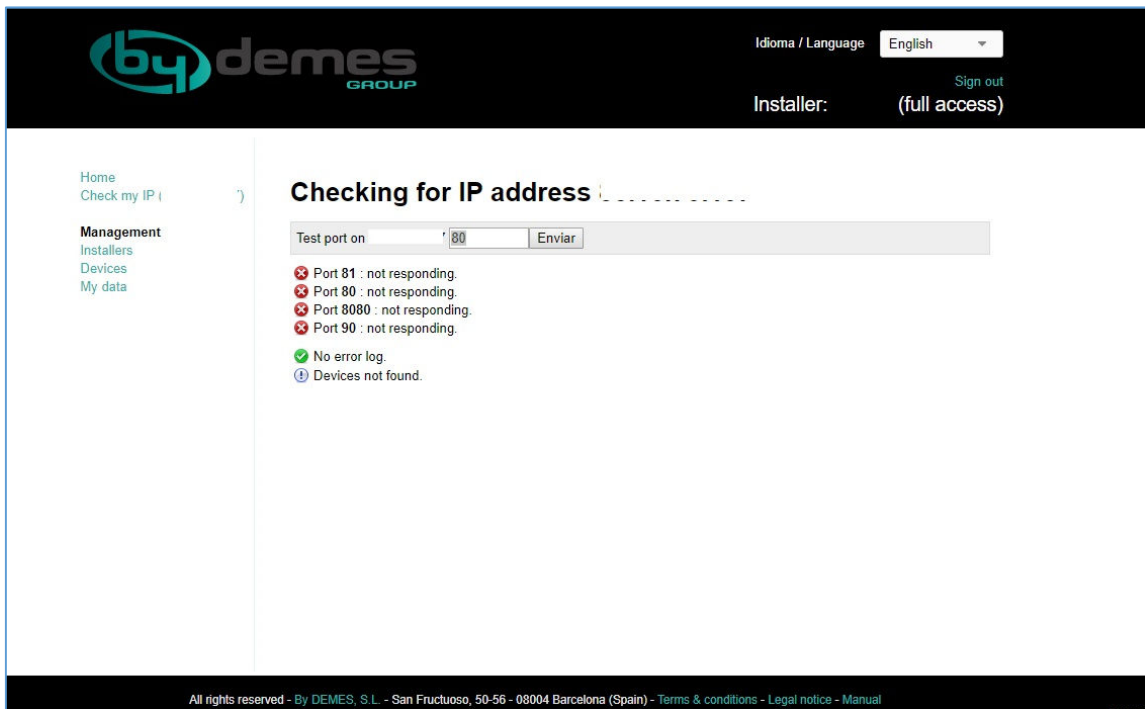 by demes
GROUP
Idioma / Language English
Sign out
Installer: (full access)
Home
Check my IP ( )
Management
Installers
Devices
My data
Checking for IP address
Test port on 80 Enviar
Port 81 : not responding.
Port 80 : not responding.
Port 8080 : not responding.
Port 90 : not responding.
No error log.
Devices not found.
All rights reserved - By DEMES, S.L. - San Fructuoso, 50-56 - 08004 Barcelona (Spain) - Terms & conditions - Legal notice - Manual